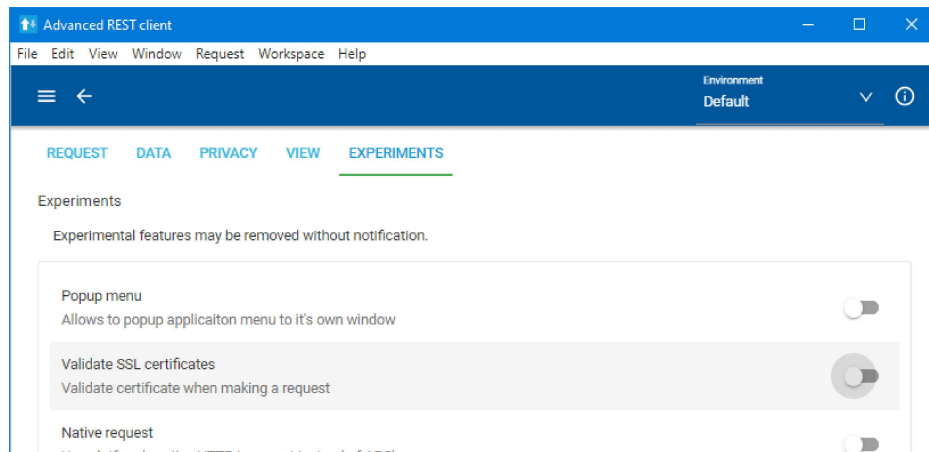 Advanced REST client
File Edit View Window Request Workspace Help
Environment
Default
REQUEST DATA PRIVACY VIEW EXPERIMENTS
Experiments
Experimental features may be removed without notification.
Popup menu
Allows to popup applicaiton menu to it's own window
Validate SSL certificates
Validate certificate when making a request
Native request